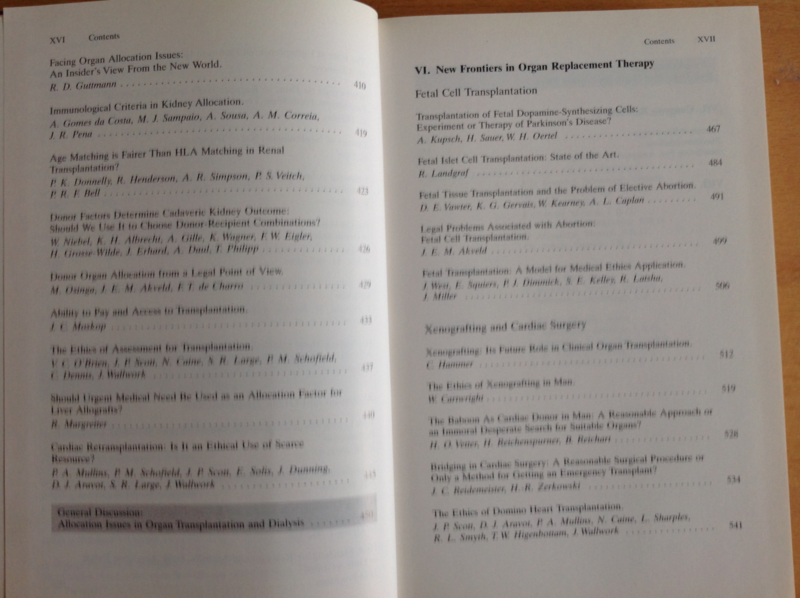 XVI Contents
Facing Organ Allocation Issues:
An Insider's View From the New World.
R. D. Guttmann 410
Immunological Criteria in Kidney Allocation.
A. Gomes da Costa, M. J. Sampaio, A. Sousa, A. M. Correia,
J. R. Pena 419
Age Matching is Fairer Than HLA Matching in Renal
Transplantation?
P. K. Donnelly, R. Henderson, A. R. Simpson, P. S. Veitch,
P. R. F. Bell 423
Donor Factors Determine Cadaveric Kidney Outcome:
Should We Use It to Choose Donor-Recipient Combinations?
W. Niebel, K. H. Albrecht, A. Gille, K. Wagner, F. W. Eigler,
H. Grosse-Wilde, J. Erhard, A. Daul, T. Philipp 426
Donor Organ Allocation from a Legal Point of View.
M. Osinga, J. E. M. Akveld, F. T. de Charro 429
Ability to Pay and Access to Transplantation.
J. C. Moskop 433
The Ethics of Assessment for Transplantation.
V. C. O'Brien, J. P. Scott, N. Caine, S. R. Large, P. M. Schofield,
C. Dennis, J. Wallwork 437
Should Urgent Medical Need Be Used as an Allocation Factor for
Liver Allografts?
R. Margreiter 440
Cardiac Retransplantation: Is It an Ethical Use of Scarce
Resource?
P. A. Mullins, P. M. Schofield, J. P. Scott, E. Solis, J. Dunning,
D. J. Aravot, S. R. Large, J. Wallwork
General Discussion:
Allocation Issues in Organ Transplantation and Dialysis
Contents XVII
VI. New Frontiers in Organ Replacement Therapy
Fetal Cell Transplantation
Transplantation of Fetal Dopamine-Synthesizing Cells:
Experiment or Therapy of Parkinson's Disease?
A. Kupsch, H. Sauer, W. H. Oertel 467
Fetal Islet Cell Transplantation: State of the Art.
R. Landgraf 484
Fetal Tissue Transplantation and the Problem of Elective Abortion.
D. E. Vawter, K. G. Gervais, W. Kearney, A. L. Caplan 491
Legal Problems Associated with Abortion:
Fetal Cell Transplantation.
J. E. M. Akveld 499
Fetal Transplantation: A Model for Medical Ethics Application.
J. West, E. Squiers, P. J. Dimmick, S. E. Kelley, R. Laisha,
J. Miller 506
Xenografting and Cardiac Surgery
Xenografting: Its Future Role in Clinical Organ Transplantation.
C. Hammer 512
The Ethics of Xenografting in Man.
W. Cartwright 519
The Baboon As Cardiac Donor in Man: A Reasonable Approach or
an Immoral Desperate Search for Suitable Organs?
H. O. Vetter, H. Reichenspurner, B. Reichart 528
Bridging in Cardiac Surgery: A Reasonable Surgical Procedure or
Only a Method for Getting an Emergency Transplant?
J. C. Reidemeister, H.-R. Zerkowski 534
The Ethics of Domino Heart Transplantation.
J. P. Scott, D. J. Aravot, P. A. Mullins, N. Caine, L. Sharples,
R. L. Smyth, T. W. Higenbottam, J. Wallwork 541